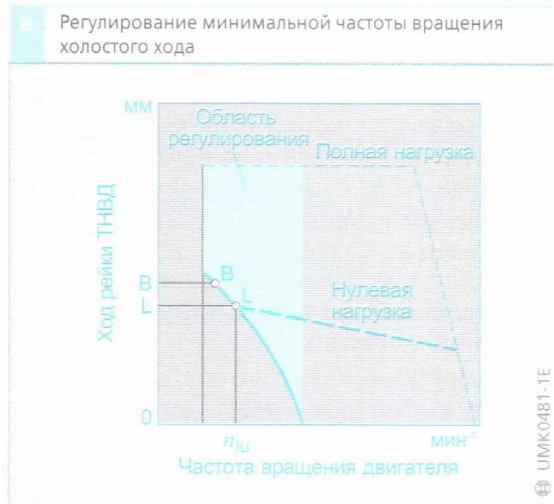 Регулирование минимальной частоты вращения
холостого хода
мм
Область
регулирования
Полная нагрузка
Ход рейки ТНВД
B
B
L
L
Нулевая
нагрузка
0
n_lu
мин⁻¹
Частота вращения двигателя
UMK0481-1E